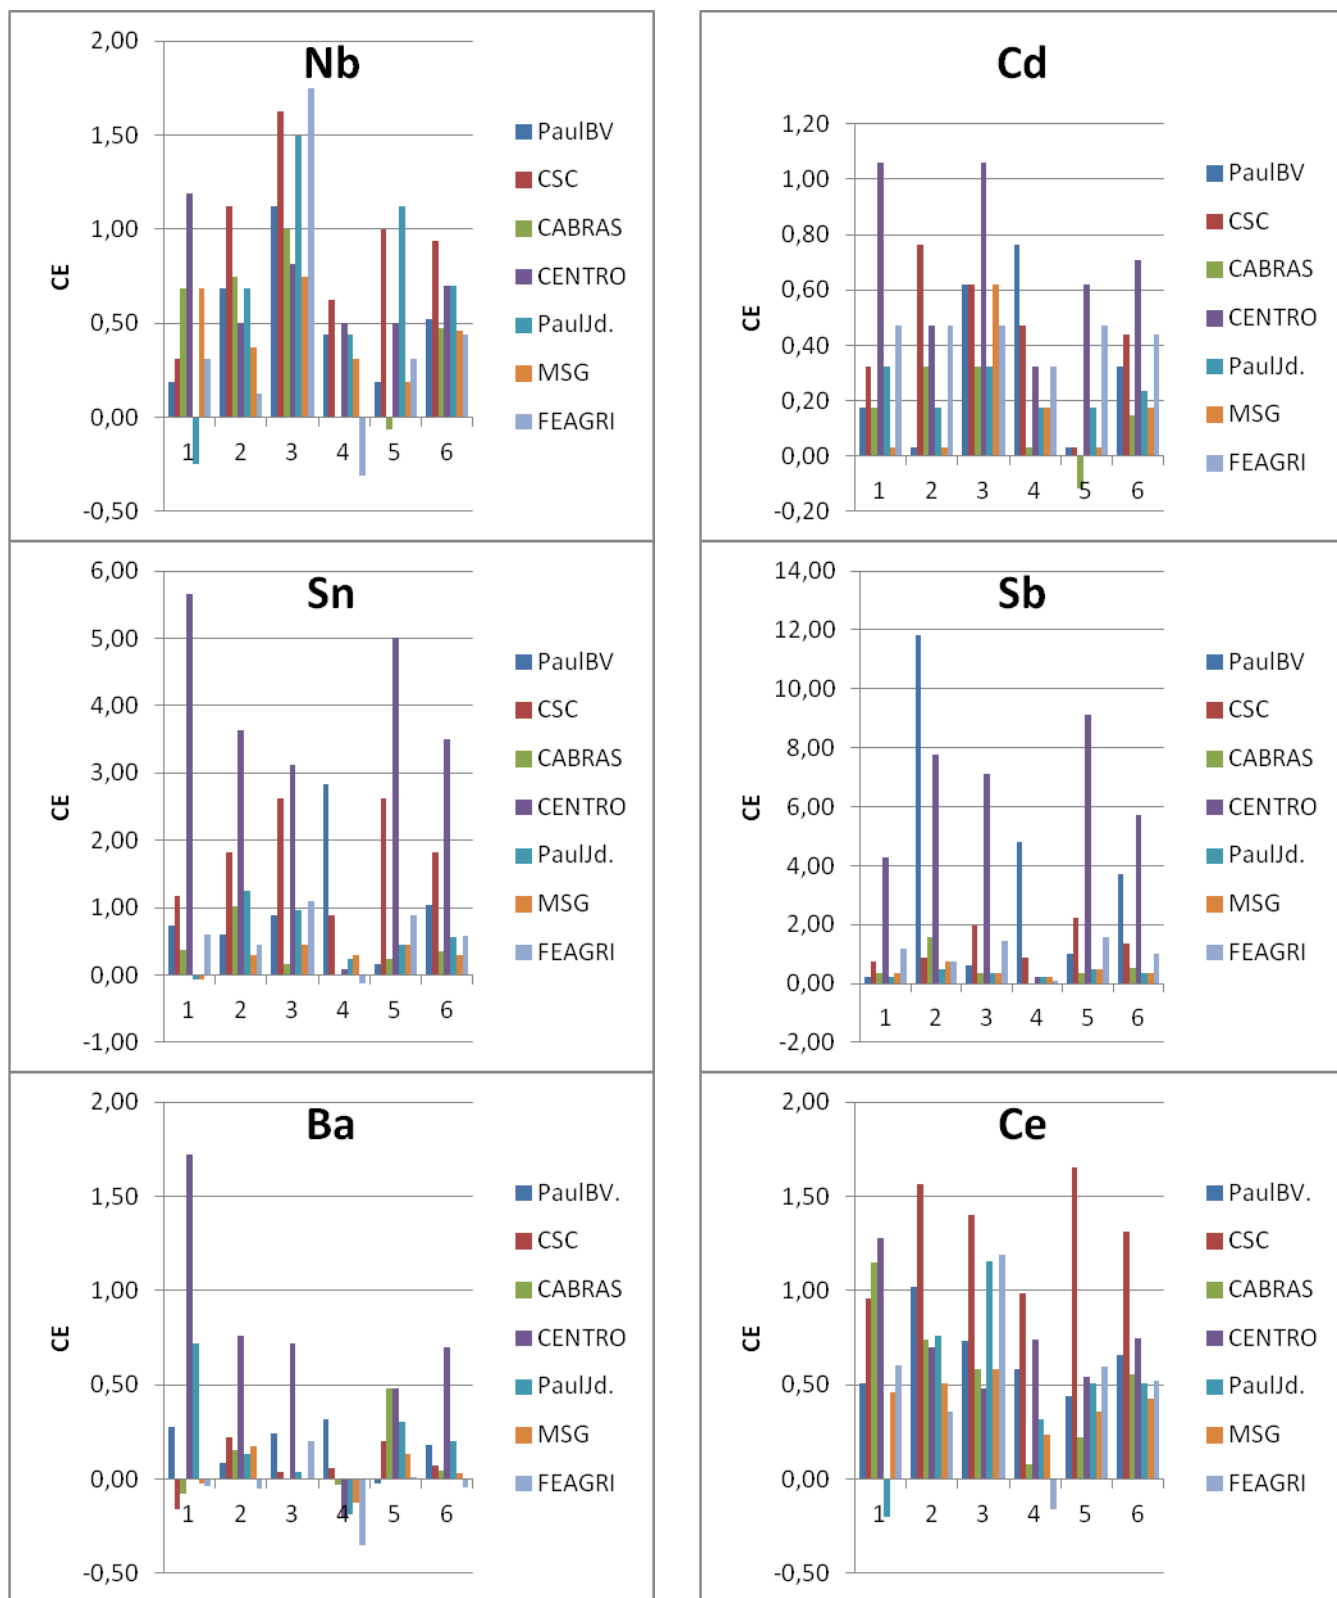 Nb
2,00
1,50
1,00
0,50
0,00
-0,50
CE
1 2 3 4 5 6
PaulBV
CSC
CABRAS
CENTRO
PaulJd.
MSG
FEAGRI
Cd
1,20
1,00
0,80
0,60
0,40
0,20
0,00
-0,20
CE
1 2 3 4 5 6
PaulBV
CSC
CABRAS
CENTRO
PaulJd.
MSG
FEAGRI
Sn
6,00
5,00
4,00
3,00
2,00
1,00
0,00
-1,00
CE
1 2 3 4 5 6
PaulBV
CSC
CABRAS
CENTRO
PaulJd.
MSG
FEAGRI
Sb
14,00
12,00
10,00
8,00
6,00
4,00
2,00
0,00
-2,00
CE
1 2 3 4 5 6
PaulBV
CSC
CABRAS
CENTRO
PaulJd.
MSG
FEAGRI
Ba
2,00
1,50
1,00
0,50
0,00
-0,50
CE
1 2 3 4 5 6
PaulBV.
CSC
CABRAS
CENTRO
PaulJd.
MSG
FEAGRI
Ce
2,00
1,50
1,00
0,50
0,00
-0,50
CE
1 2 3 4 5 6
PaulBV.
CSC
CABRAS
CENTRO
PaulJd.
MSG
FEAGRI